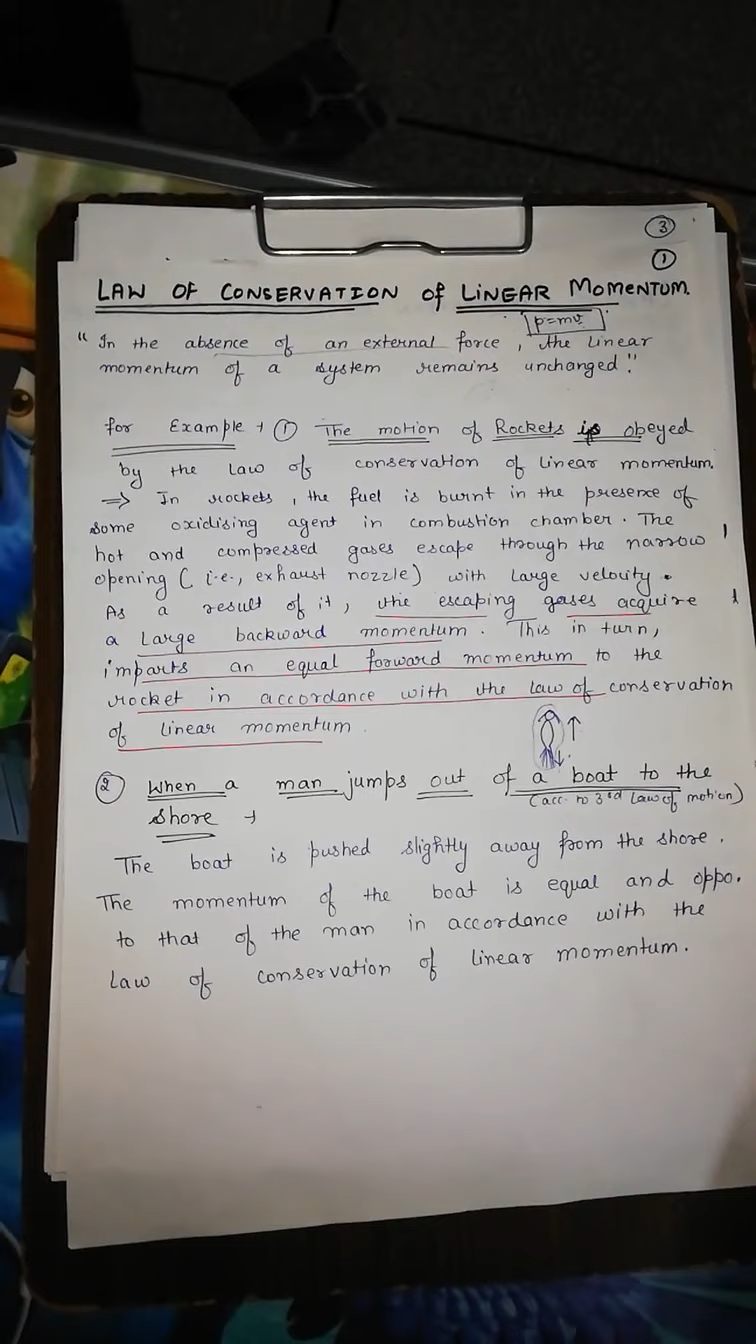 3
1
LAW OF CONSERVATION of LINEAR MOMENTUM.
p=mv
" In the absence of an external force, the linear
momentum of a system remains unchanged."
for Example → ① The motion of Rockets is obeyed
by the law of conservation of linear momentum.
⇒ In rockets, the fuel is burnt in the presence of
some oxidising agent in combustion chamber. The
hot and compressed gases escape through the narrow
opening ( i.e., exhaust nozzle) with large velocity.
As a result of it, the escaping gases acquire
a large backward momentum. This in turn,
imparts an equal forward momentum to the
rocket in accordance with the law of conservation
of linear momentum.
② When a man jumps out of a boat to the
(acc. to 3rd law of motion)
shore →
The boat is pushed slightly away from the shore.
The momentum of the boat is equal and oppo.
to that of the man in accordance with the
law of conservation of linear momentum.